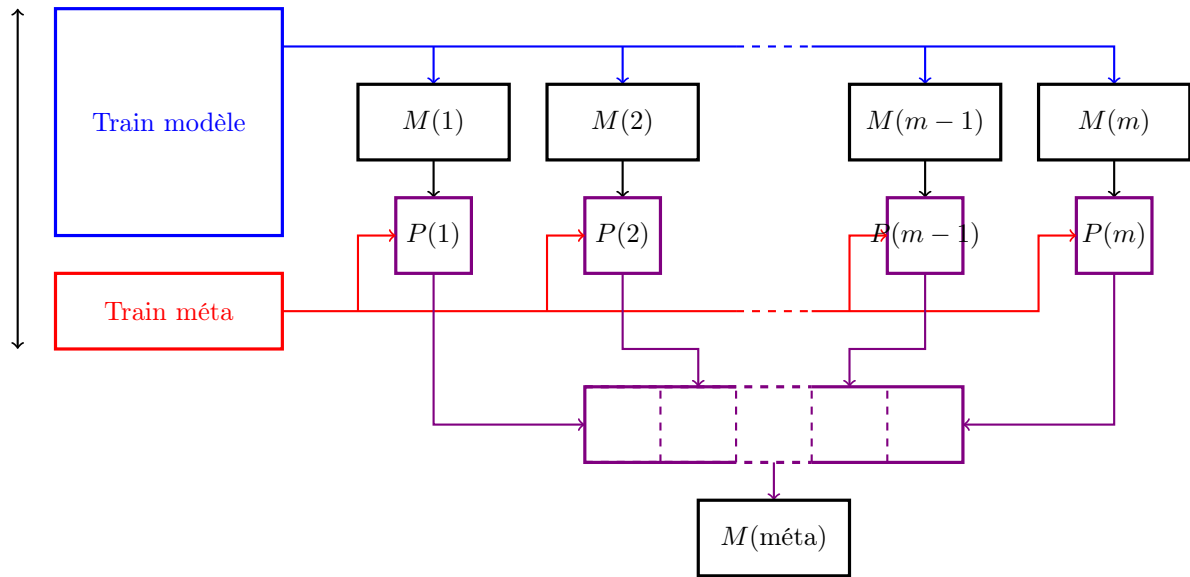 Train modèle
M(1)
M(2)
M(m − 1)
M(m)
P(1)
P(2)
P(m − 1)
P(m)
Train méta
M(méta)